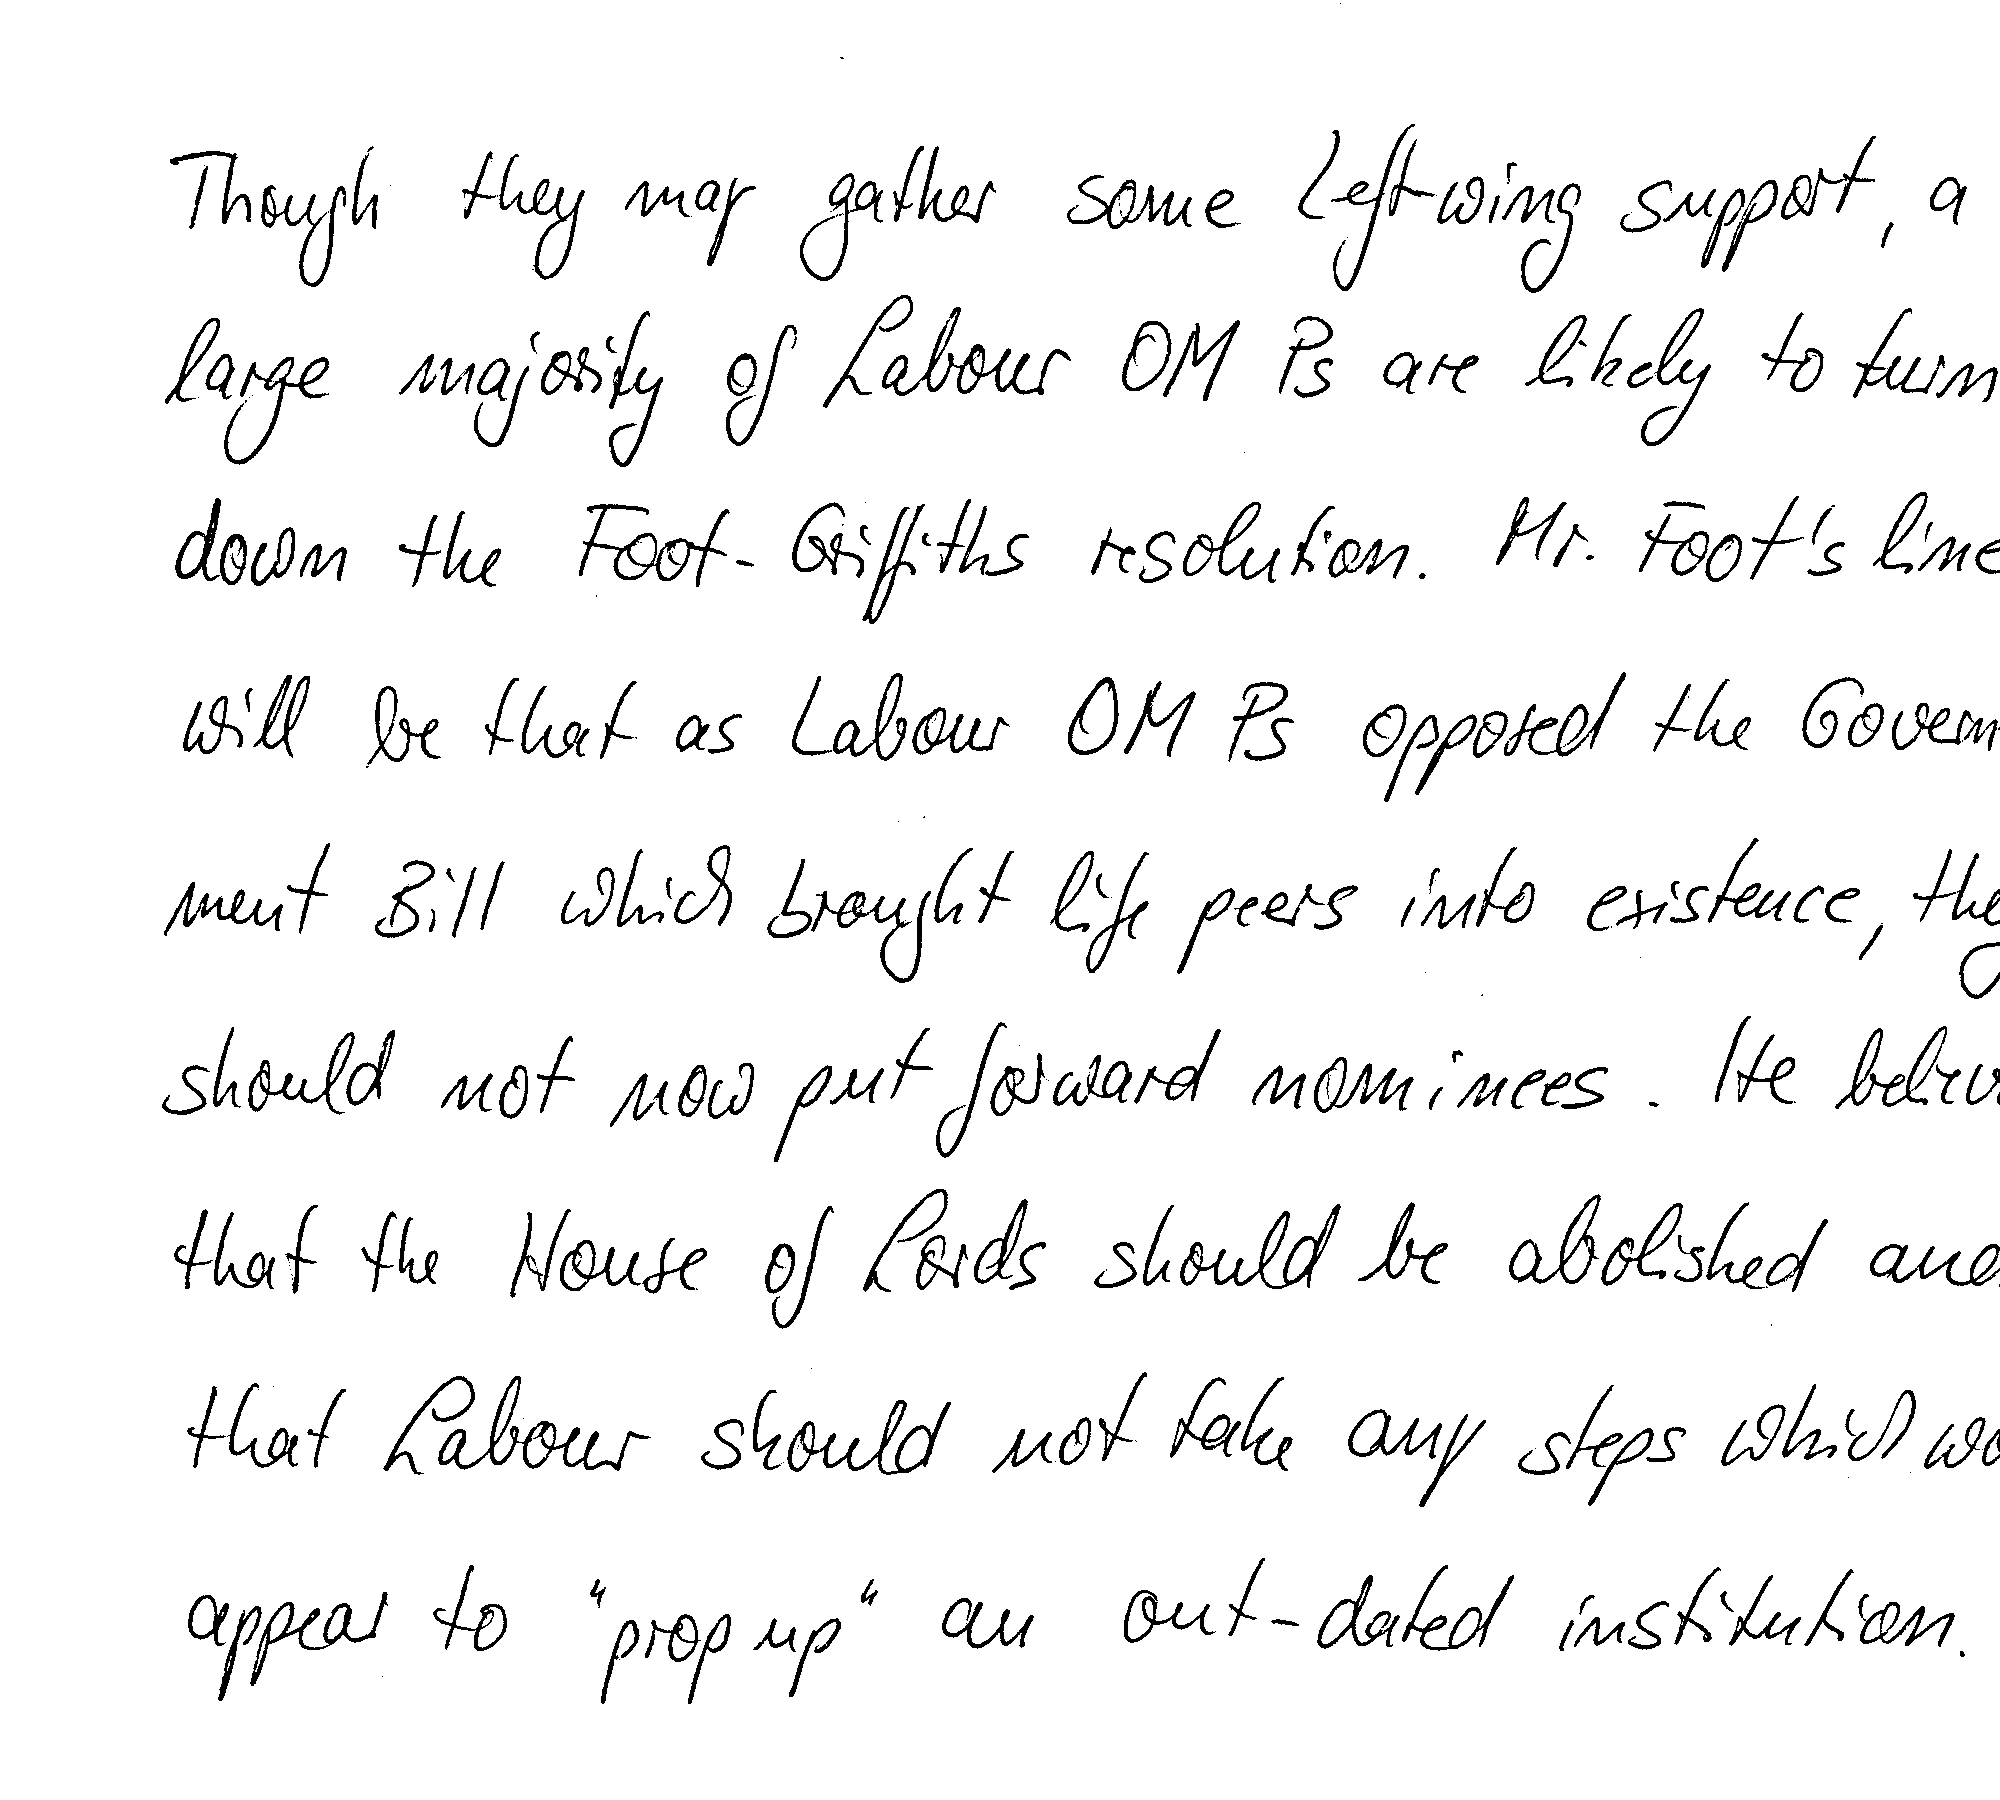 Though they may gather some Left-wing support, a
large majority of Labour OM Ps are likely to turn
down the Foot-Griffiths resolution. Mr. Foot's line
will be that as Labour OM Ps opposed the Govern
ment Bill which brought life peers into existence, they
should not now put forward nominees. He believ
that the House of Lords should be abolished and
that Labour should not take any steps which wo
appear to "prop up" an out-dated institution.